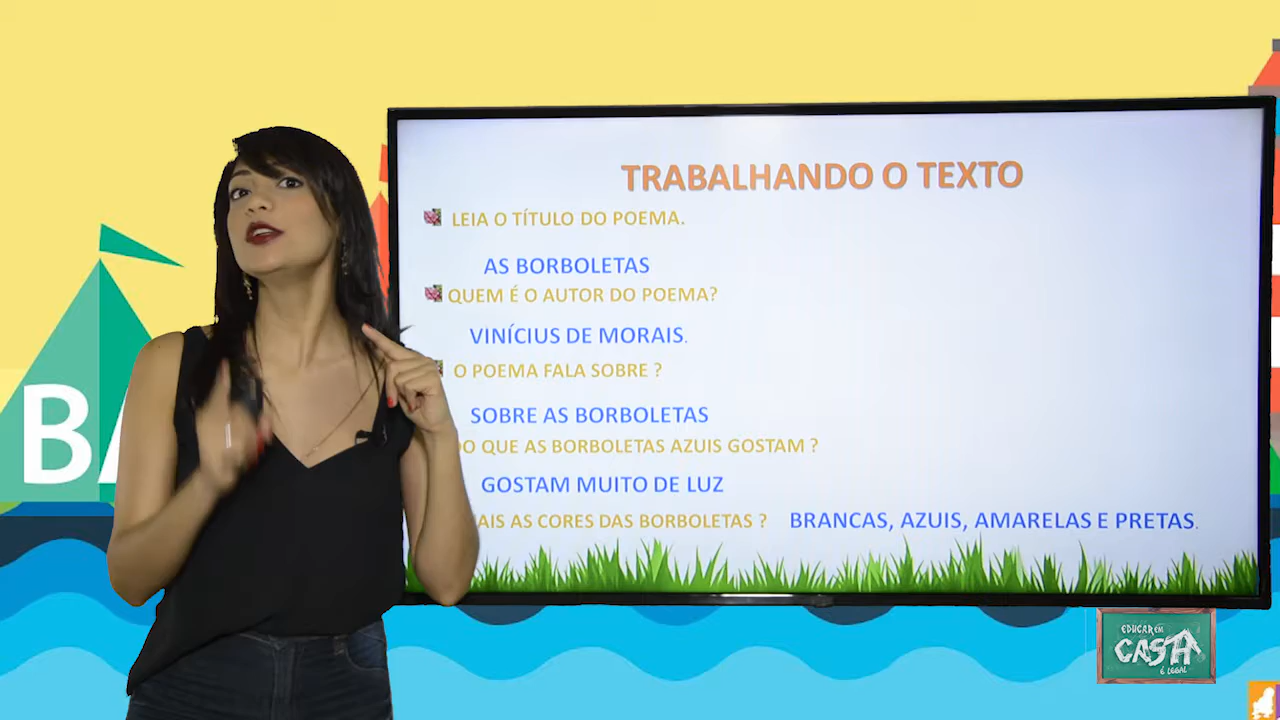 TRABALHANDO O TEXTO
LEIA O TÍTULO DO POEMA.
AS BORBOLETAS
QUEM É O AUTOR DO POEMA?
VINÍCIUS DE MORAIS.
O POEMA FALA SOBRE ?
SOBRE AS BORBOLETAS
DO QUE AS BORBOLETAS AZUIS GOSTAM ?
GOSTAM MUITO DE LUZ
AS CORES DAS BORBOLETAS ? BRANCAS, AZUIS, AMARELAS E PRETAS.
BA
EDUCAR EM
CASA
É LEGAL